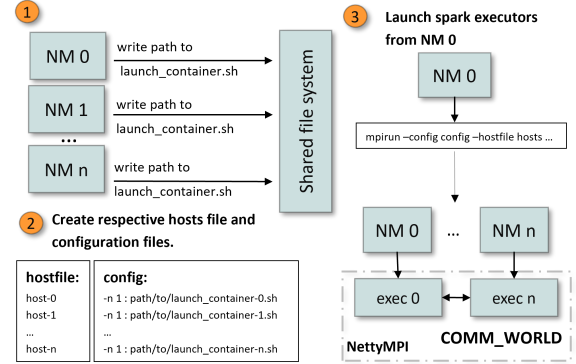 1
NM 0
write path to
launch_container.sh
NM 1
write path to
launch_container.sh
...
NM n
write path to
launch_container.sh
Shared file system
2
Create respective hosts file and
configuration files.
hostfile:
host-0
host-1
...
host-n
config:
-n 1 : path/to/launch_container-0.sh
-n 1 : path/to/launch_container-1.sh
...
-n 1 : path/to/launch_container-n.sh
3
Launch spark executors
from NM 0
NM 0
mpirun –config config –hostfile hosts ...
NM 0
...
NM n
exec 0
exec n
NettyMPI
COMM_WORLD